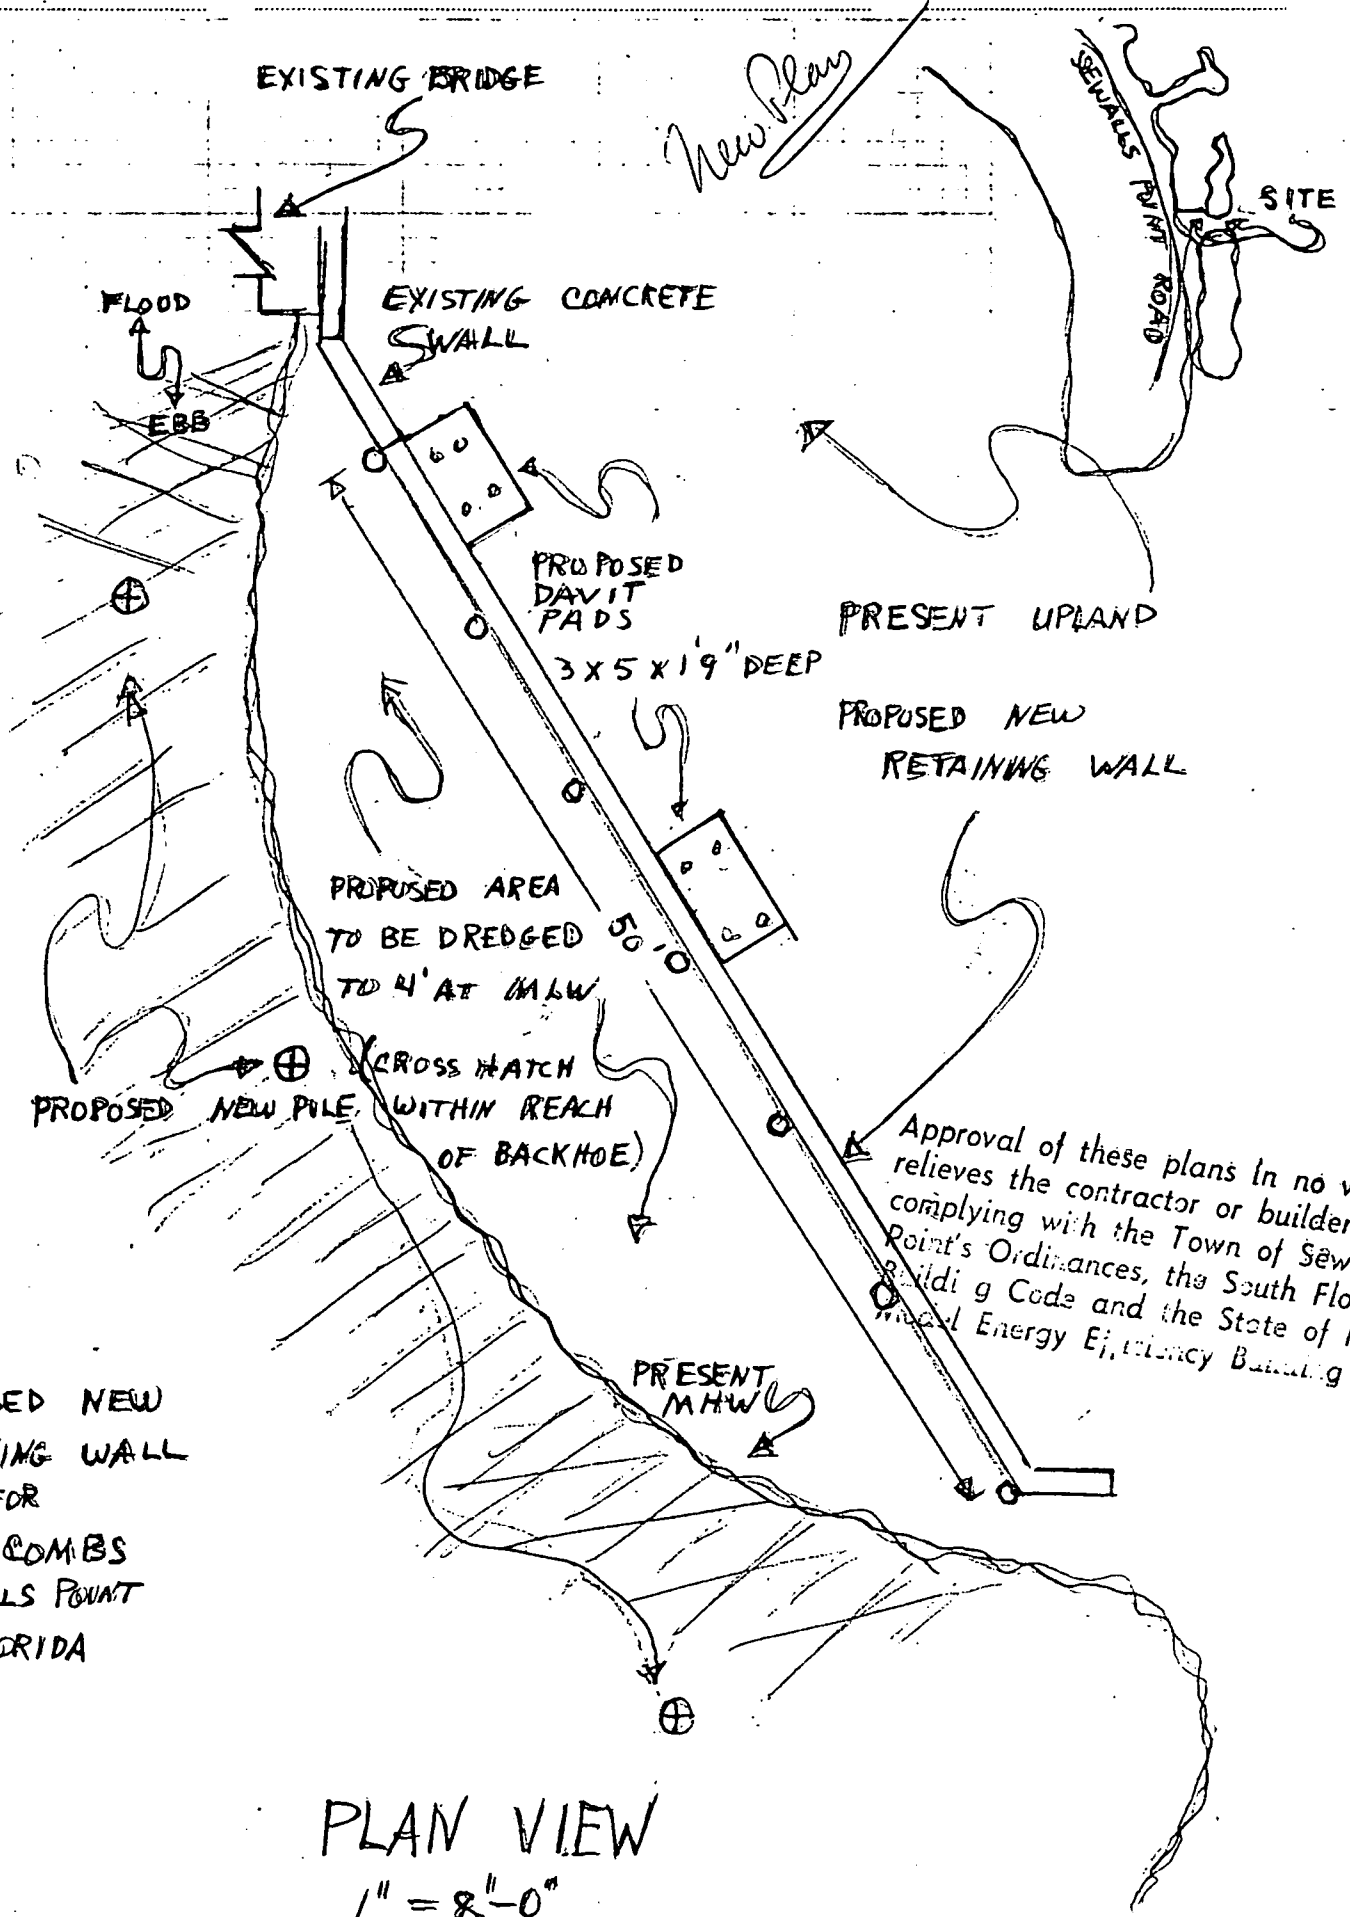 New Plan
EXISTING BRIDGE
SEWALLS POINT ROAD
SITE
FLOOD
EBB
EXISTING CONCRETE
SWALL
PROPOSED
DAVIT
PADS
3 X 5 X 1'9" DEEP
PRESENT UPLAND
PROPOSED NEW
RETAINING WALL
PROPOSED AREA
TO BE DREDGED
TO 4' AT MLW
50'
(CROSS HATCH
WITHIN REACH
OF BACKHOE)
PROPOSED NEW PILE
Approval of these plans in no w
relieves the contractor or builder
complying with the Town of Sew
Point's Ordinances, the South Flo
Buildi g Code and the State of
Model Energy Efficiency Building
PRESENT
MHW
SED NEW
ING WALL
FOR
COMBS
LS POINT
ORIDA
PLAN VIEW
1" = 8"-0"